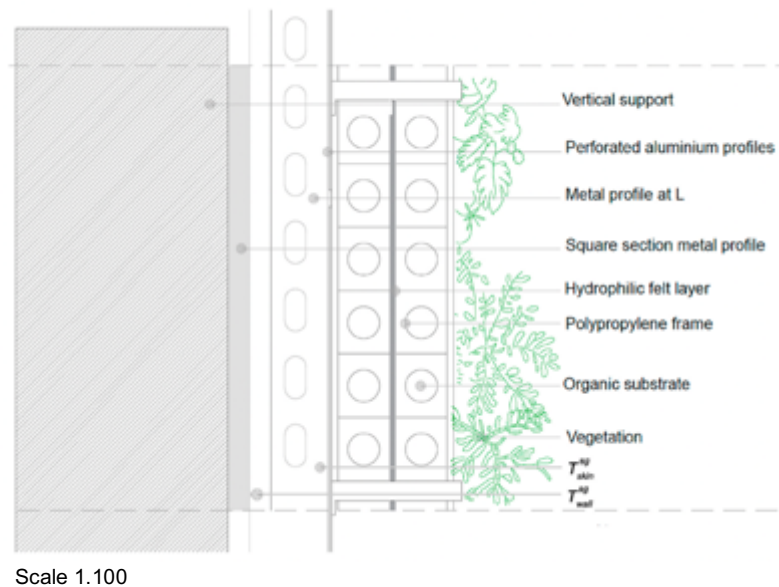 Vertical support
Perforated aluminium profiles
Metal profile at L
Square section metal profile
Hydrophilic felt layer
Polypropylene frame
Organic substrate
Vegetation
T skin
T wall
Scale 1.100